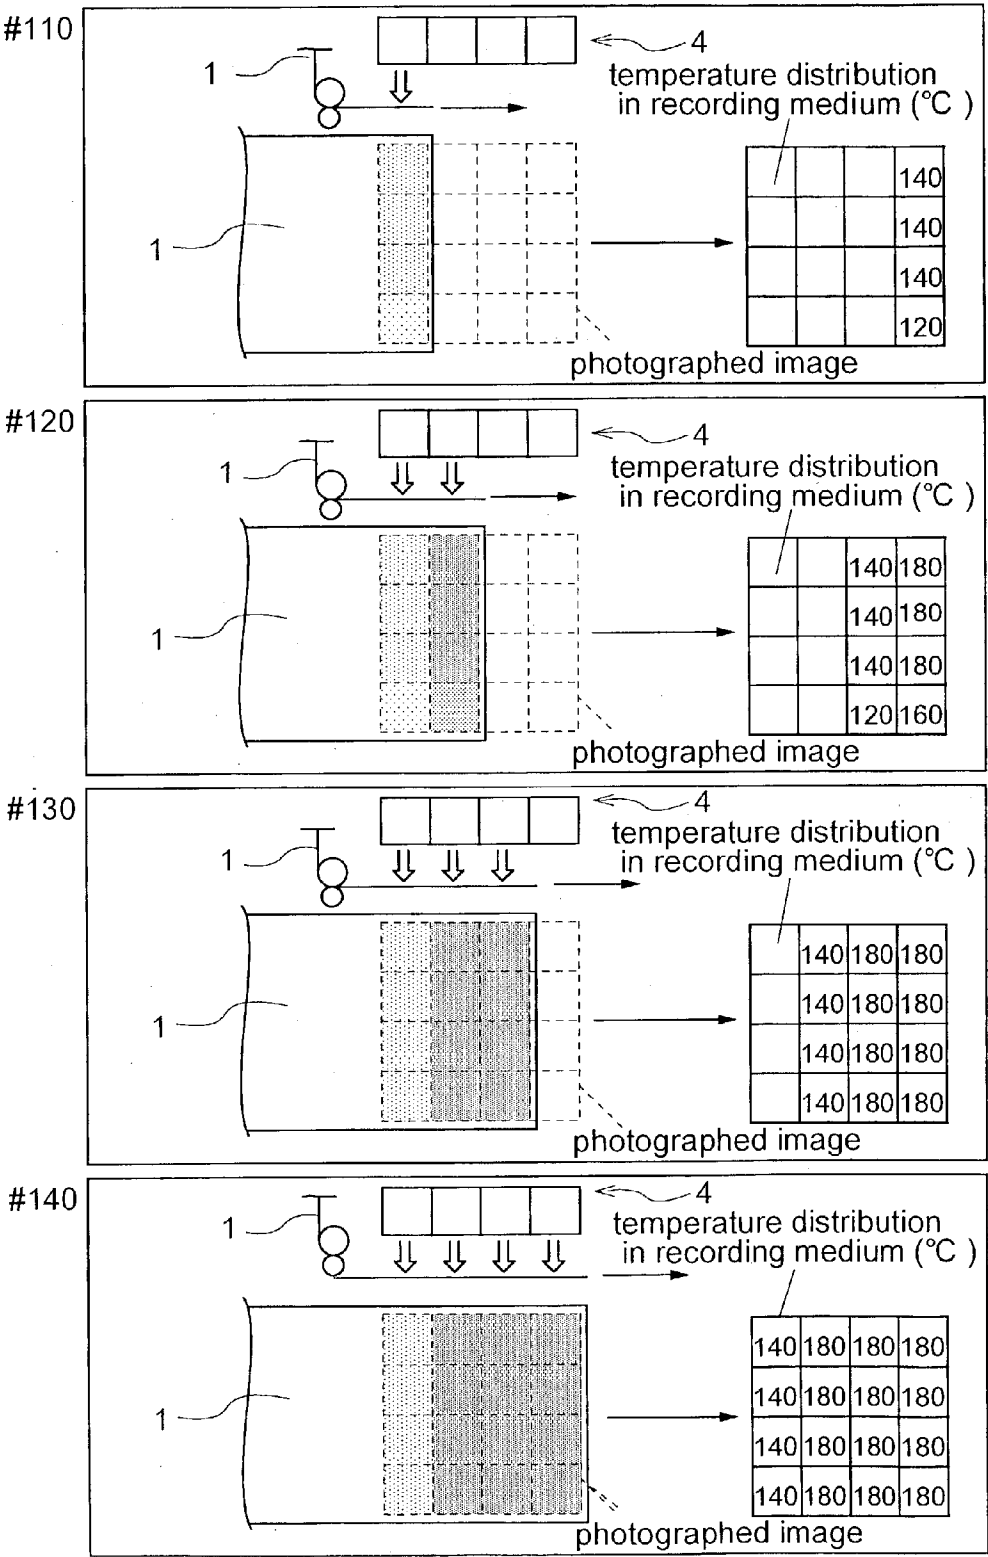 #110
4
1
temperature distribution
in recording medium (℃ )
1
140
140
140
120
photographed image
#120
4
1
temperature distribution
in recording medium (℃ )
1
140 180
140 180
140 180
120 160
photographed image
#130
4
1
temperature distribution
in recording medium (℃ )
1
140 180 180
140 180 180
140 180 180
140 180 180
photographed image
#140
4
1
temperature distribution
in recording medium (℃ )
1
140 180 180 180
140 180 180 180
140 180 180 180
140 180 180 180
photographed image